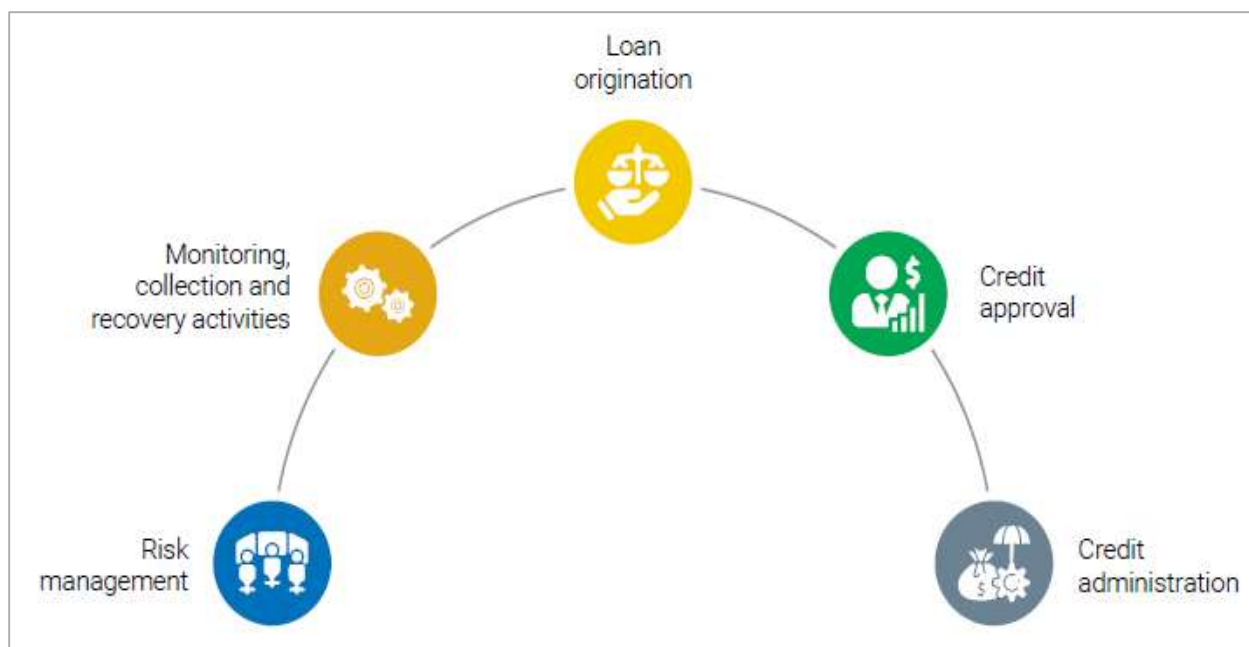 Loan
origination
Monitoring,
collection and
recovery activities
Credit
approval
Risk
management
Credit
administration
$
$